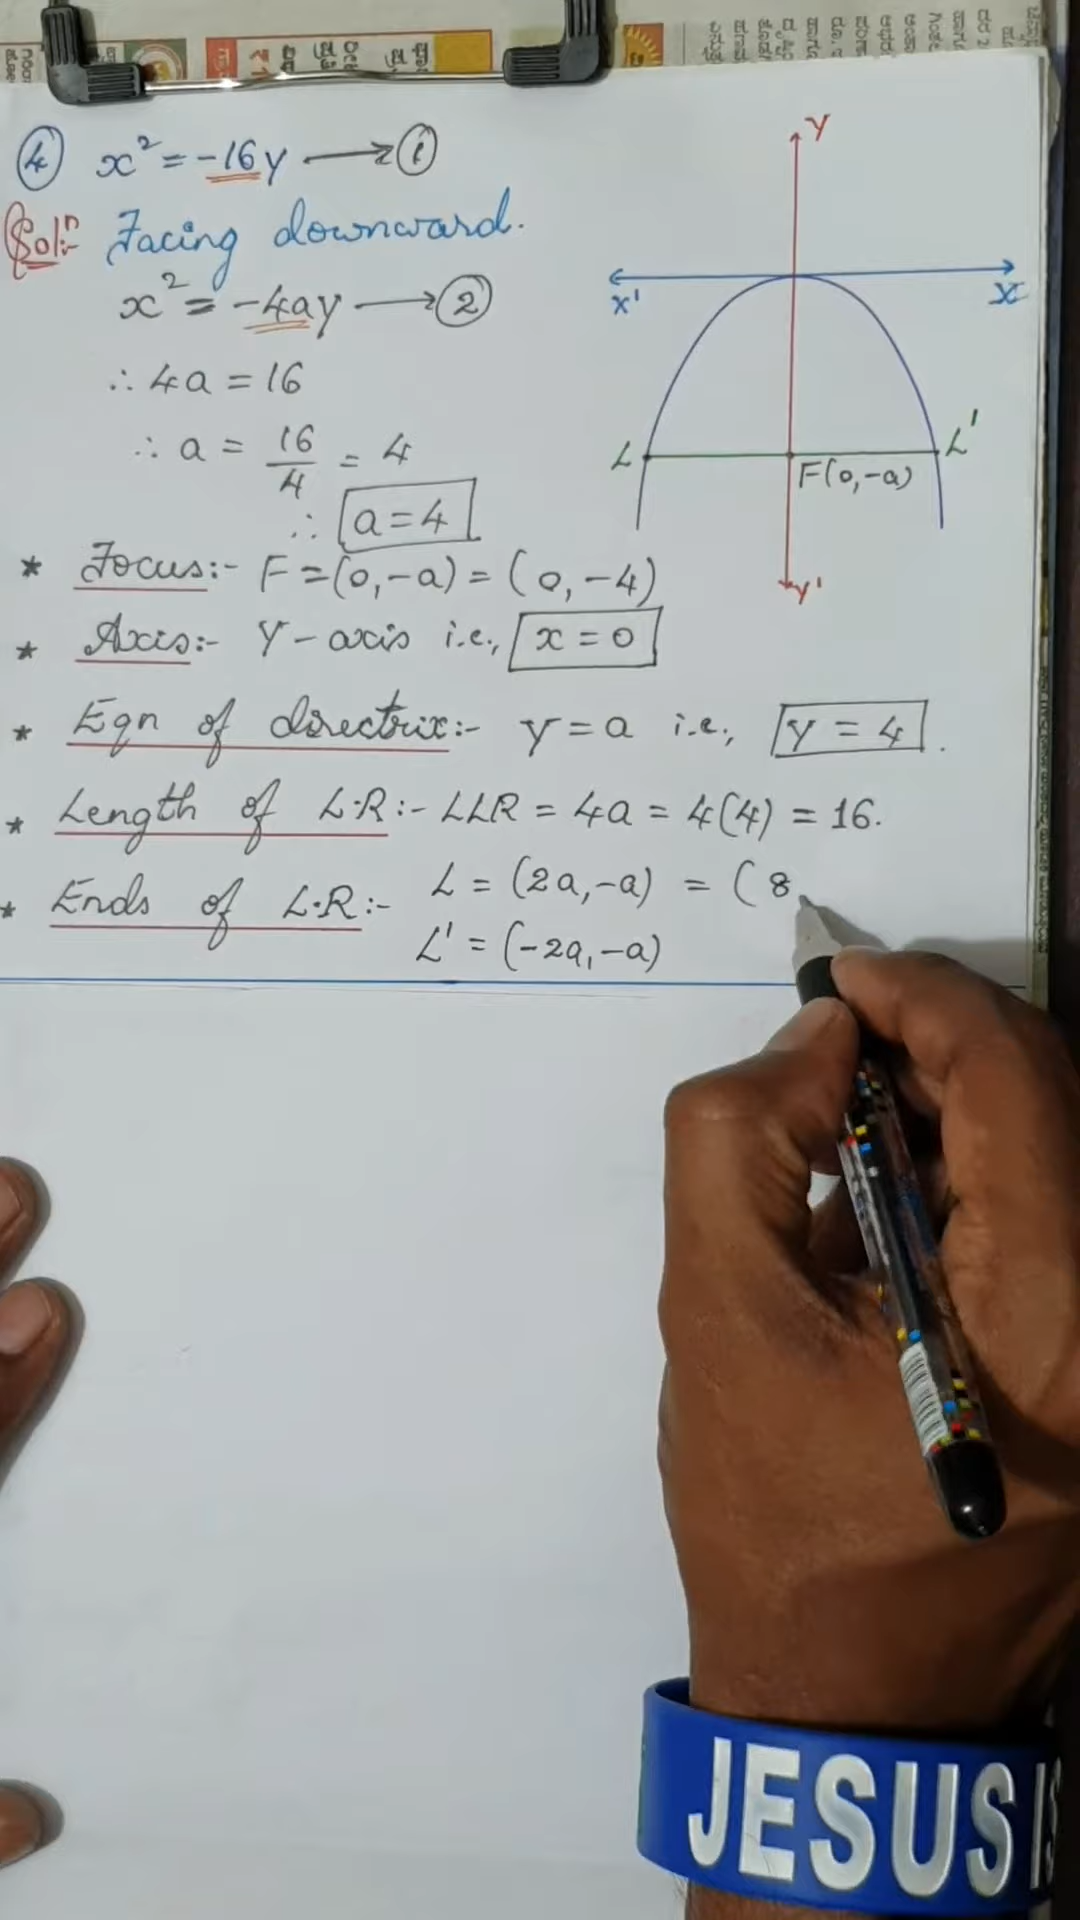 ④ x² = -16y ⟶ ①
Solⁿ:- Facing downward.
x² = -4ay ⟶ ②
∴ 4a = 16
∴ a = 16/4 = 4
∴ a = 4
* Focus:- F = (0, -a) = (0, -4)
* Axis:- Y-axis i.e., x = 0
* Eqn of directrix:- y = a i.e., y = 4.
* Length of L.R:- LLR = 4a = 4(4) = 16.
* Ends of L.R:- L = (2a, -a) = (8,
L' = (-2a, -a)
Y
X'
X
L
L'
F(0, -a)
Y'
JESUS